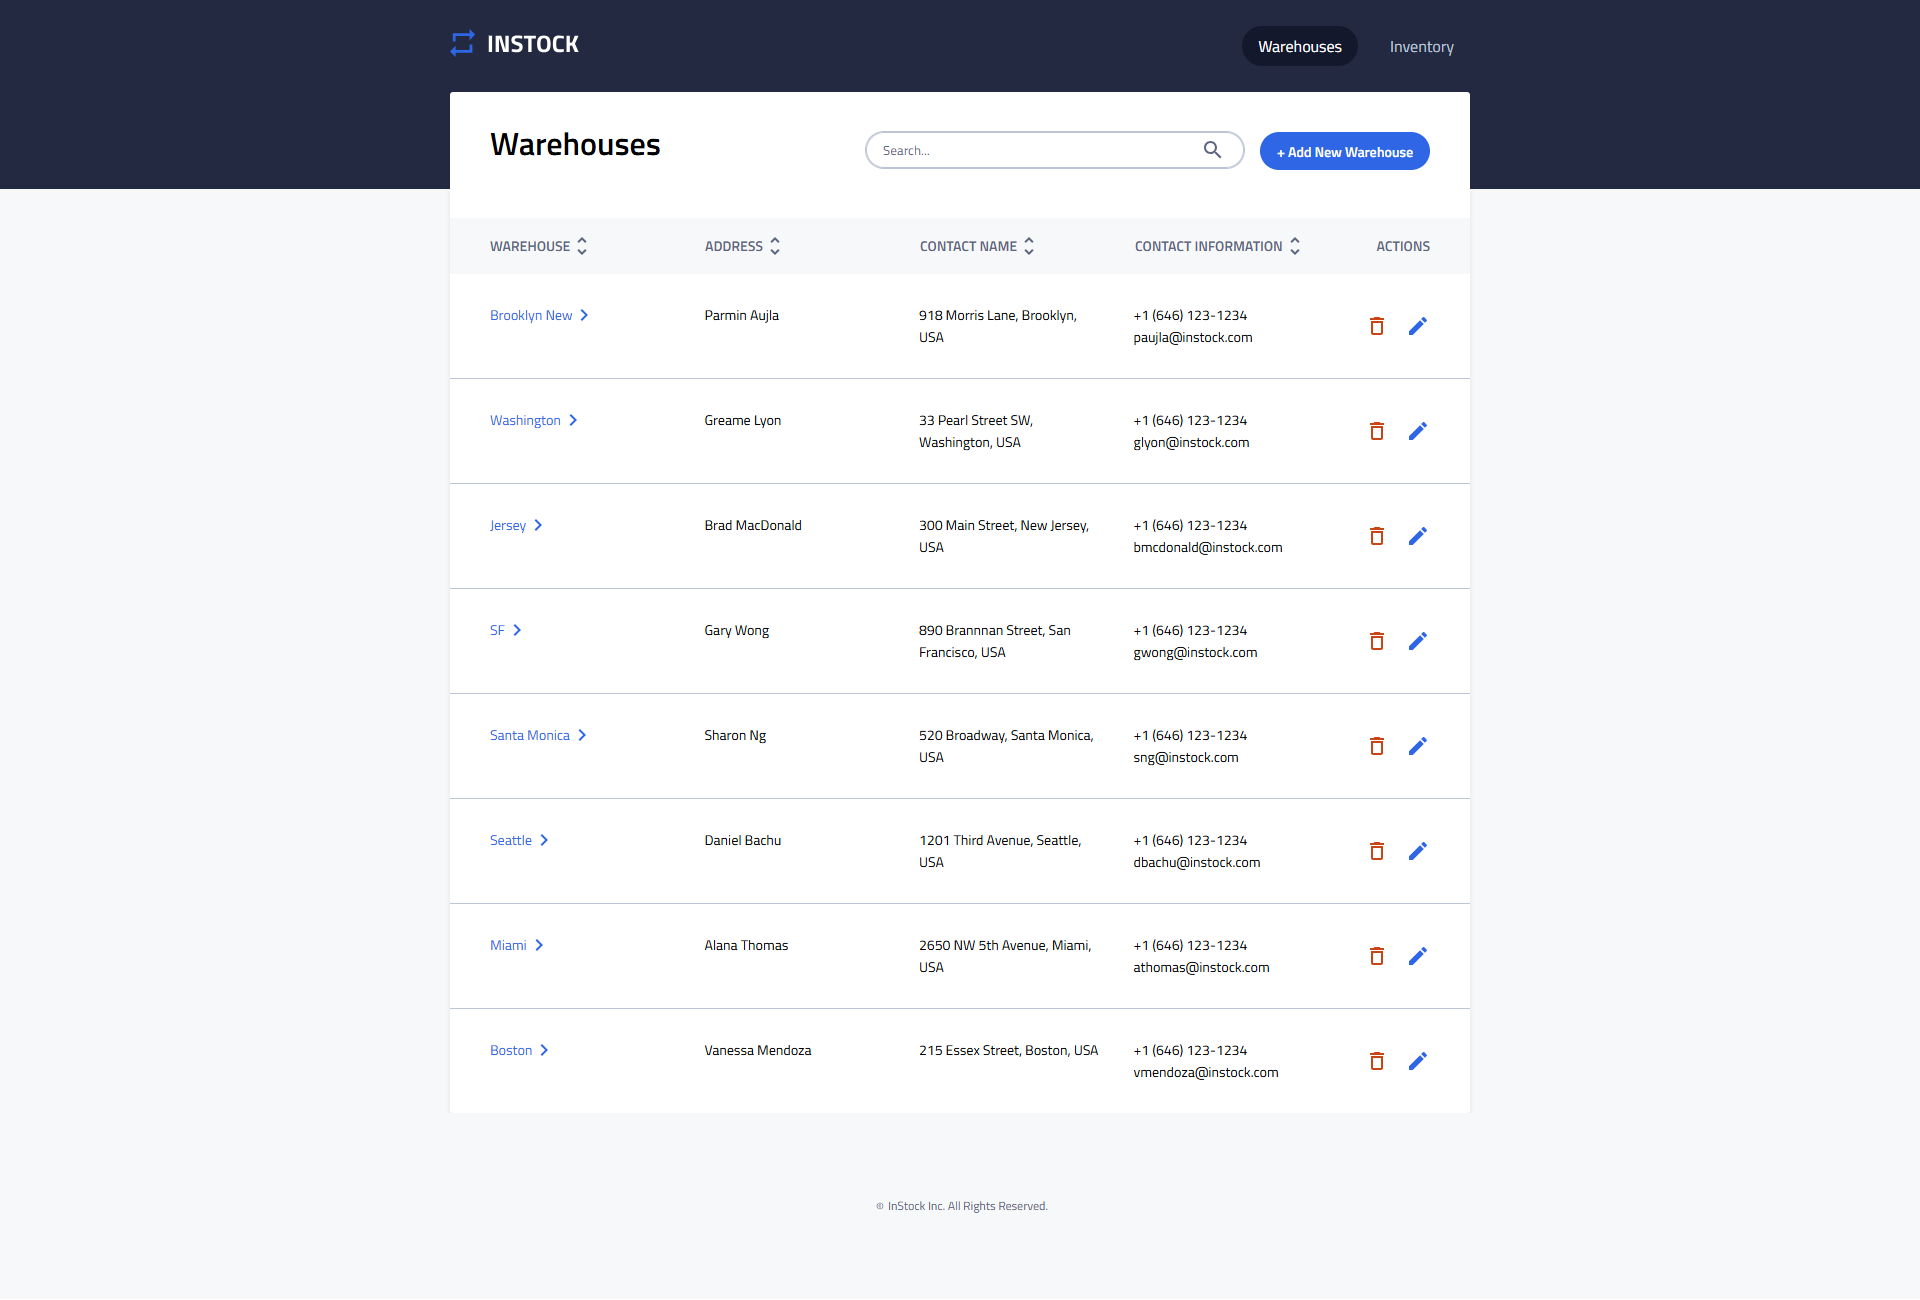 INSTOCK
Warehouses Inventory
Warehouses
Search...
+ Add New Warehouse
WAREHOUSE ADDRESS CONTACT NAME CONTACT INFORMATION ACTIONS
Brooklyn New Parmin Aujla 918 Morris Lane, Brooklyn, +1 (646) 123-1234
USA paujla@instock.com
Washington Greame Lyon 33 Pearl Street SW, +1 (646) 123-1234
Washington, USA glyon@instock.com
Jersey Brad MacDonald 300 Main Street, New Jersey, +1 (646) 123-1234
USA bmcdonald@instock.com
SF Gary Wong 890 Brannnan Street, San +1 (646) 123-1234
Francisco, USA gwong@instock.com
Santa Monica Sharon Ng 520 Broadway, Santa Monica, +1 (646) 123-1234
USA sng@instock.com
Seattle Daniel Bachu 1201 Third Avenue, Seattle, +1 (646) 123-1234
USA dbachu@instock.com
Miami Alana Thomas 2650 NW 5th Avenue, Miami, +1 (646) 123-1234
USA athomas@instock.com
Boston Vanessa Mendoza 215 Essex Street, Boston, USA +1 (646) 123-1234
vmendoza@instock.com
© InStock Inc. All Rights Reserved.